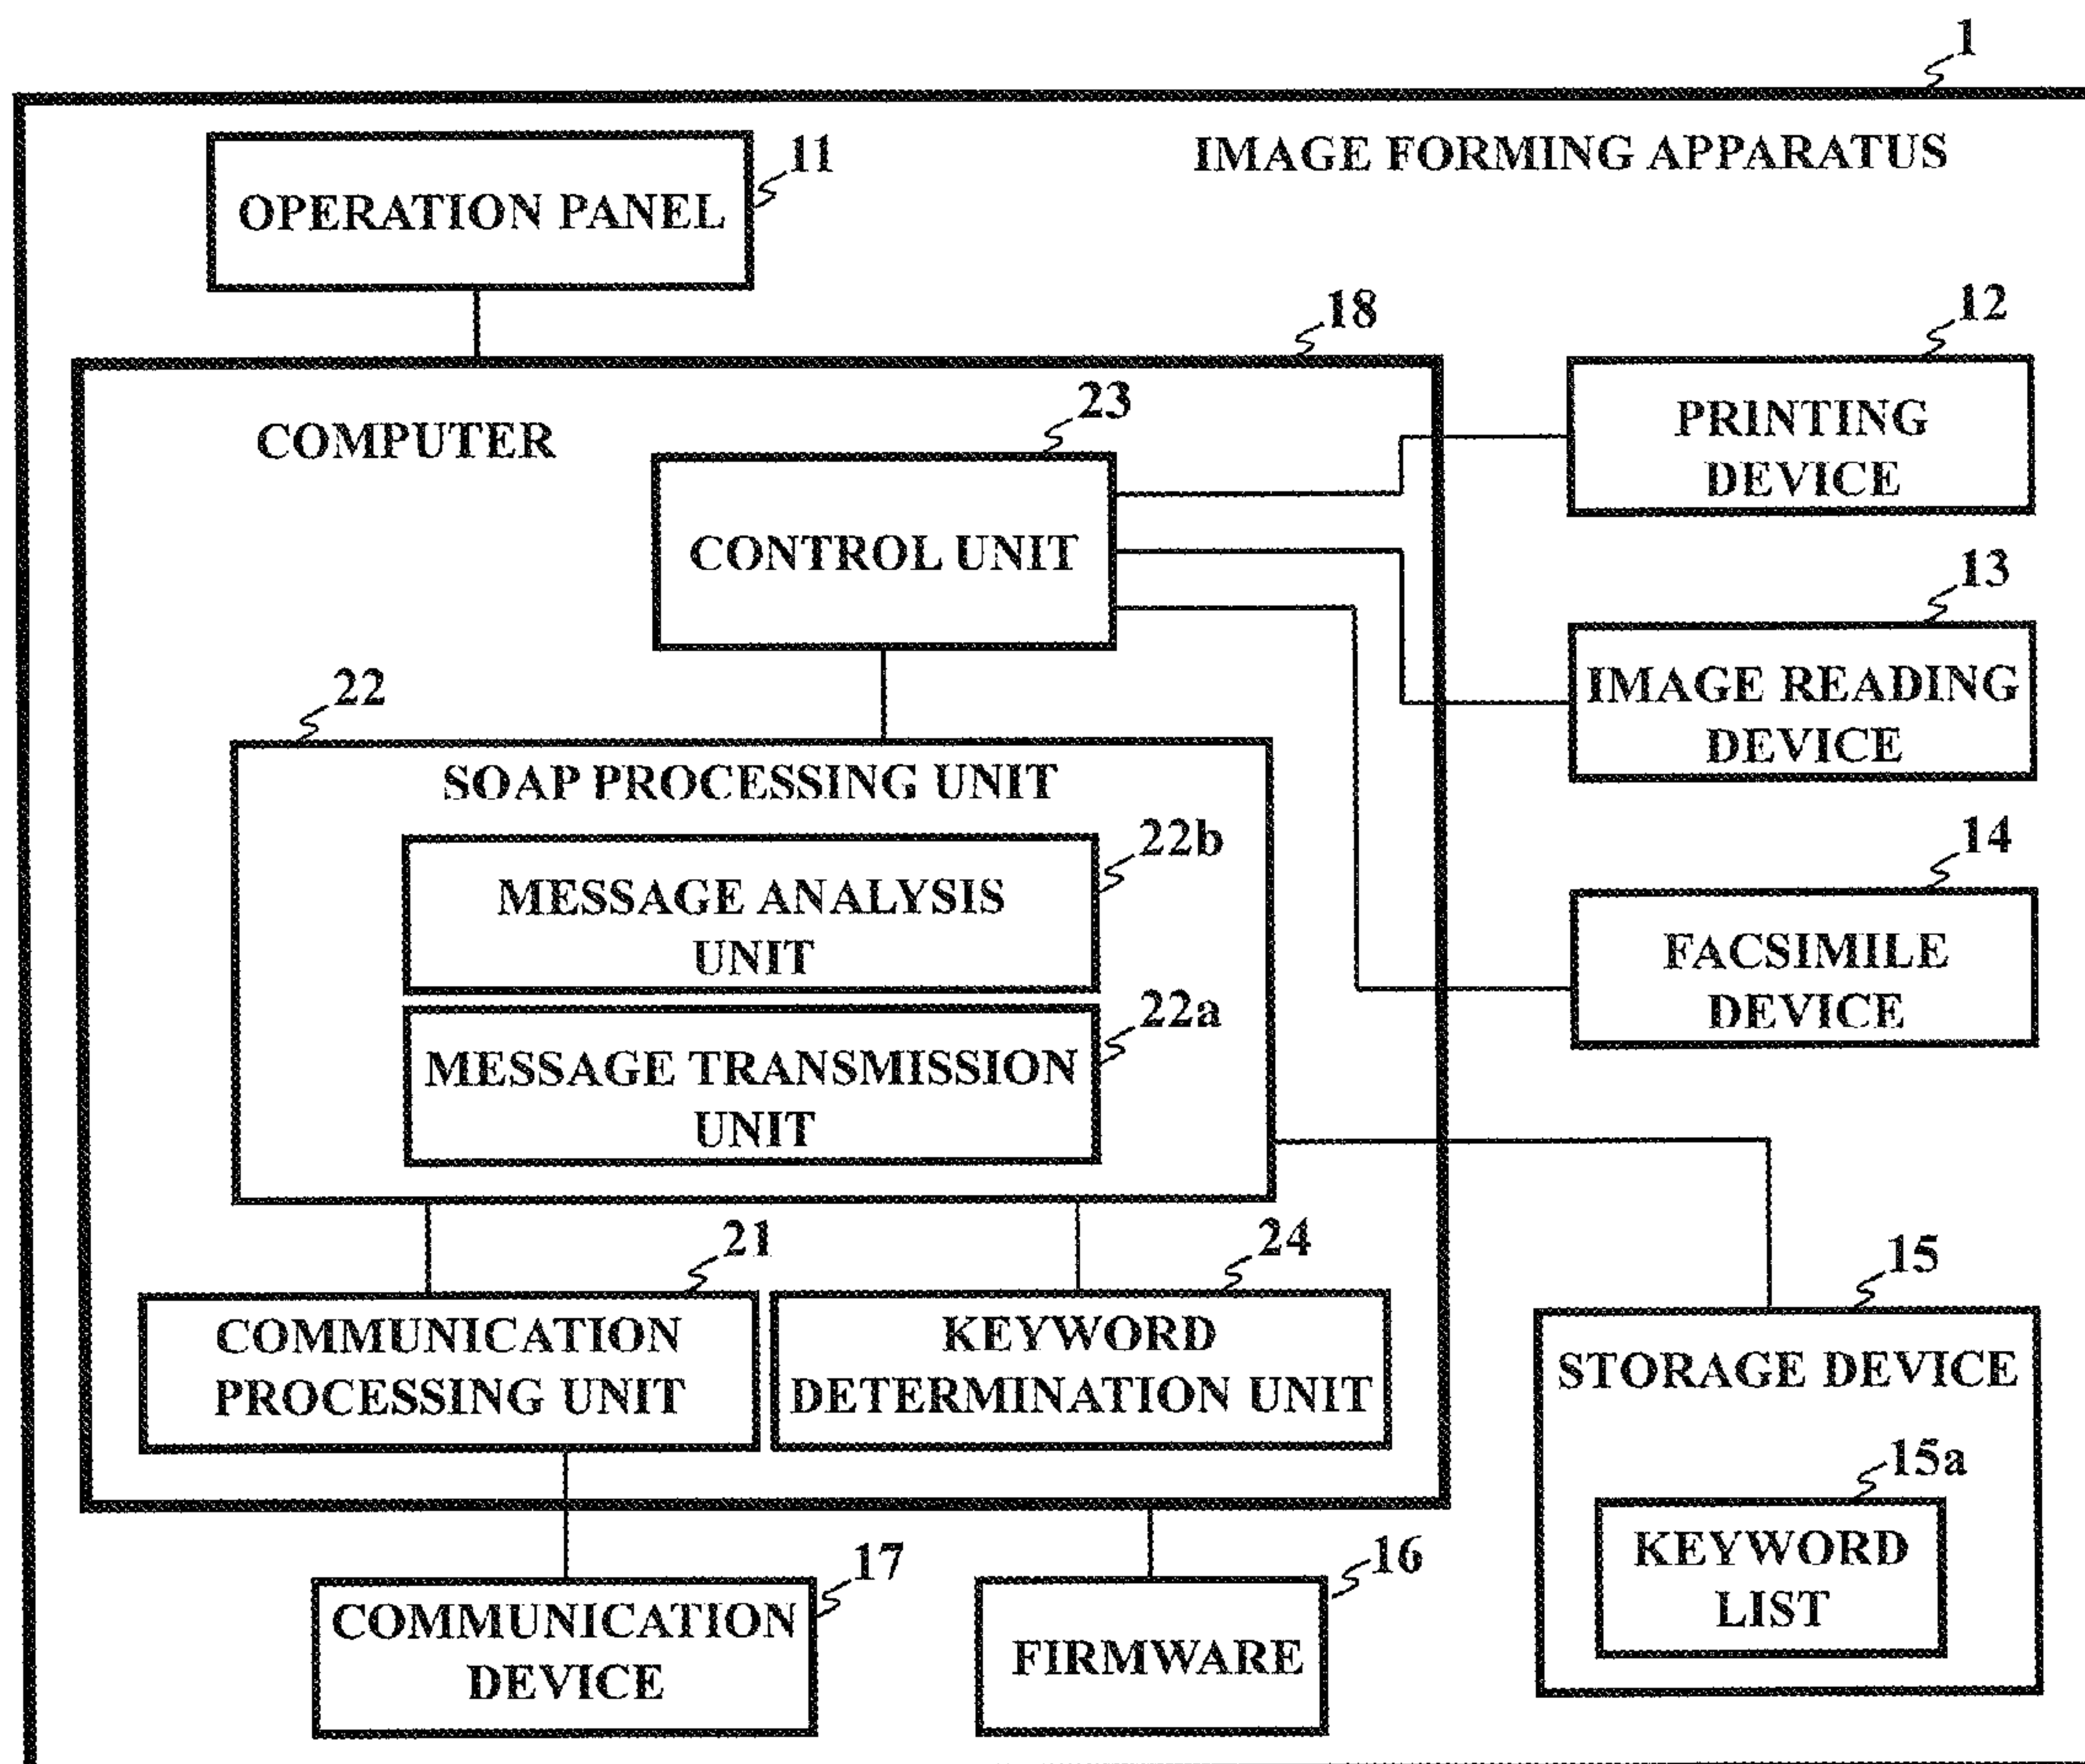 1
IMAGE FORMING APPARATUS
11
OPERATION PANEL
18
12
COMPUTER
23
PRINTING
DEVICE
CONTROL UNIT
13
IMAGE READING
DEVICE
22
SOAP PROCESSING UNIT
22b
MESSAGE ANALYSIS
UNIT
14
FACSIMILE
DEVICE
22a
MESSAGE TRANSMISSION
UNIT
21
COMMUNICATION
PROCESSING UNIT
24
KEYWORD
DETERMINATION UNIT
15
STORAGE DEVICE
15a
KEYWORD
LIST
17
COMMUNICATION
DEVICE
16
FIRMWARE